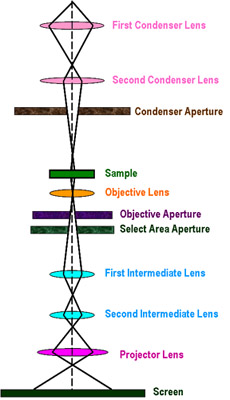 First Condenser Lens
Second Condenser Lens
Condenser Aperture
Sample
Objective Lens
Objective Aperture
Select Area Aperture
First Intermediate Lens
Second Intermediate Lens
Projector Lens
Screen